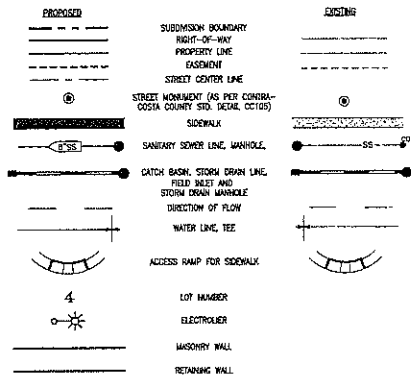 PROPOSED
EXISTING
SUBDIVISION BOUNDARY
RIGHT-OF-WAY
PROPERTY LINE
EASEMENT
STREET CENTER LINE
STREET MONUMENT (AS PER CONTRA-
COSTA COUNTY STD. DETAIL CC105)
SIDEWALK
8"SS
SANITARY SEWER LINE, MANHOLE,
SS
CO
CATCH BASIN, STORM DRAIN LINE,
FIELD INLET AND
STORM DRAIN MANHOLE
DIRECTION OF FLOW
WATER LINE, TEE
ACCESS RAMP FOR SIDEWALK
4
LOT NUMBER
ELECTROLIER
MASONRY WALL
RETAINING WALL